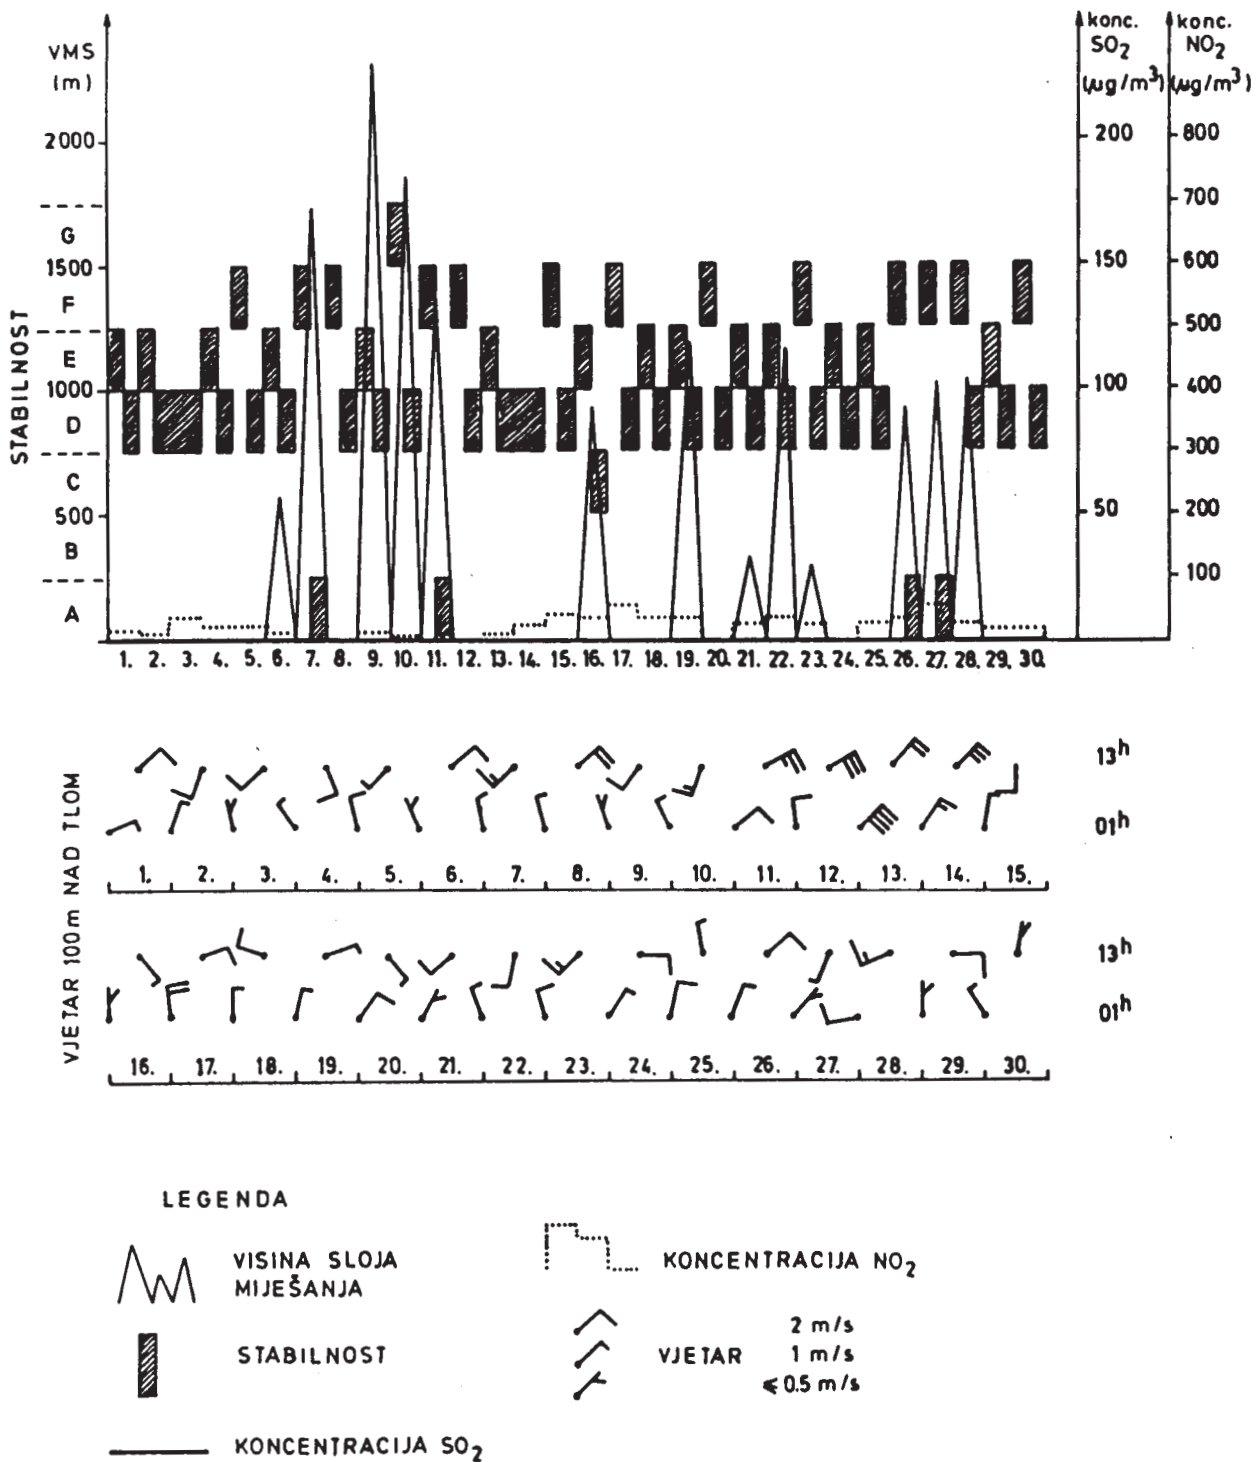 VMS
(m)
2000
1500
1000
500
STABILNOST
G
F
E
D
C
B
A
konc.
SO2
(µg/m³)
200
150
100
50
konc.
NO2
(µg/m³)
800
700
600
500
400
300
200
100
1. 2. 3. 4. 5. 6. 7. 8. 9. 10. 11. 12. 13. 14. 15. 16. 17. 18. 19. 20. 21. 22. 23. 24. 25. 26. 27. 28. 29. 30.
VJETAR 100m NAD TLOM
13h
01h
1. 2. 3. 4. 5. 6. 7. 8. 9. 10. 11. 12. 13. 14. 15.
13h
01h
16. 17. 18. 19. 20. 21. 22. 23. 24. 25. 26. 27. 28. 29. 30.
LEGENDA
VISINA SLOJA
MIJEŠANJA
STABILNOST
KONCENTRACIJA SO2
KONCENTRACIJA NO2
VJETAR
2 m/s
1 m/s
⩽ 0.5 m/s